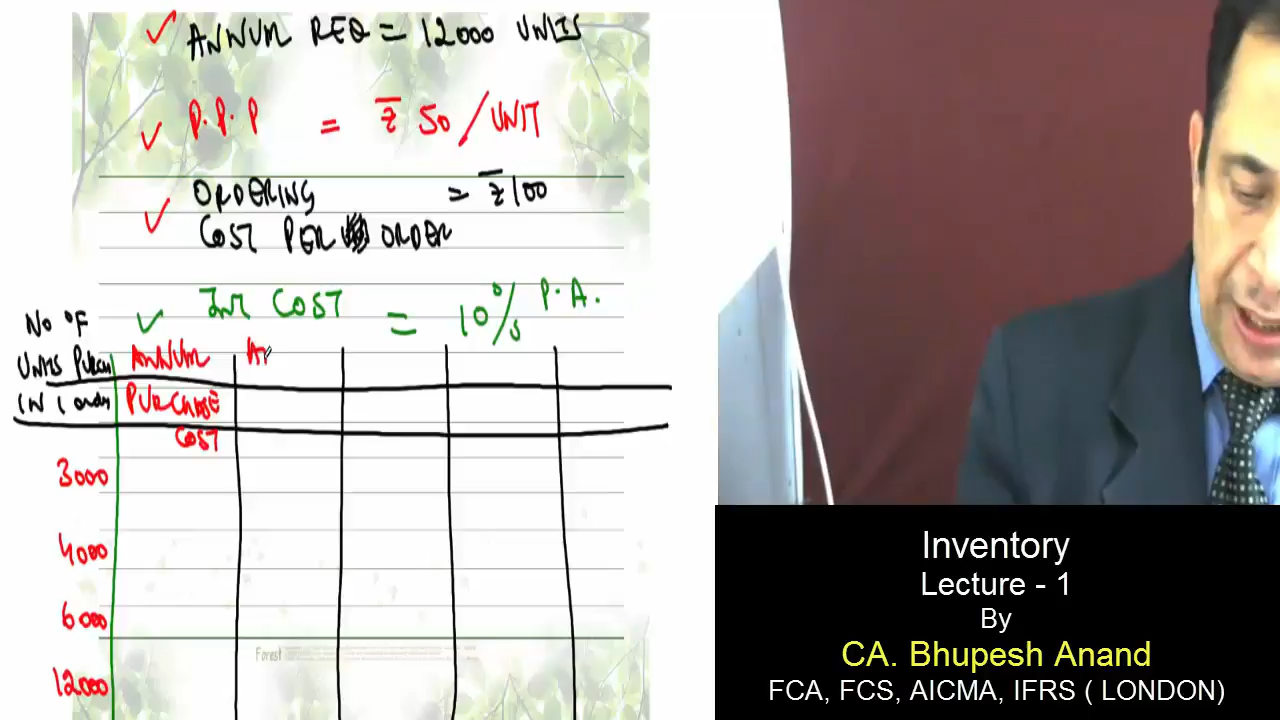 ANNUAL REQ = 12000 UNITS
P.P.P = ₹ 50/UNIT
ORDERING = ₹100
COST PER ORDER
COST = 10% P.A.
NO OF
UNITS PURCH ANNUAL
IN 1 order PURCHASE
COST
3000
4000
6000
Forest
12000
Inventory
Lecture - 1
By
CA. Bhupesh Anand
FCA, FCS, AICMA, IFRS ( LONDON)